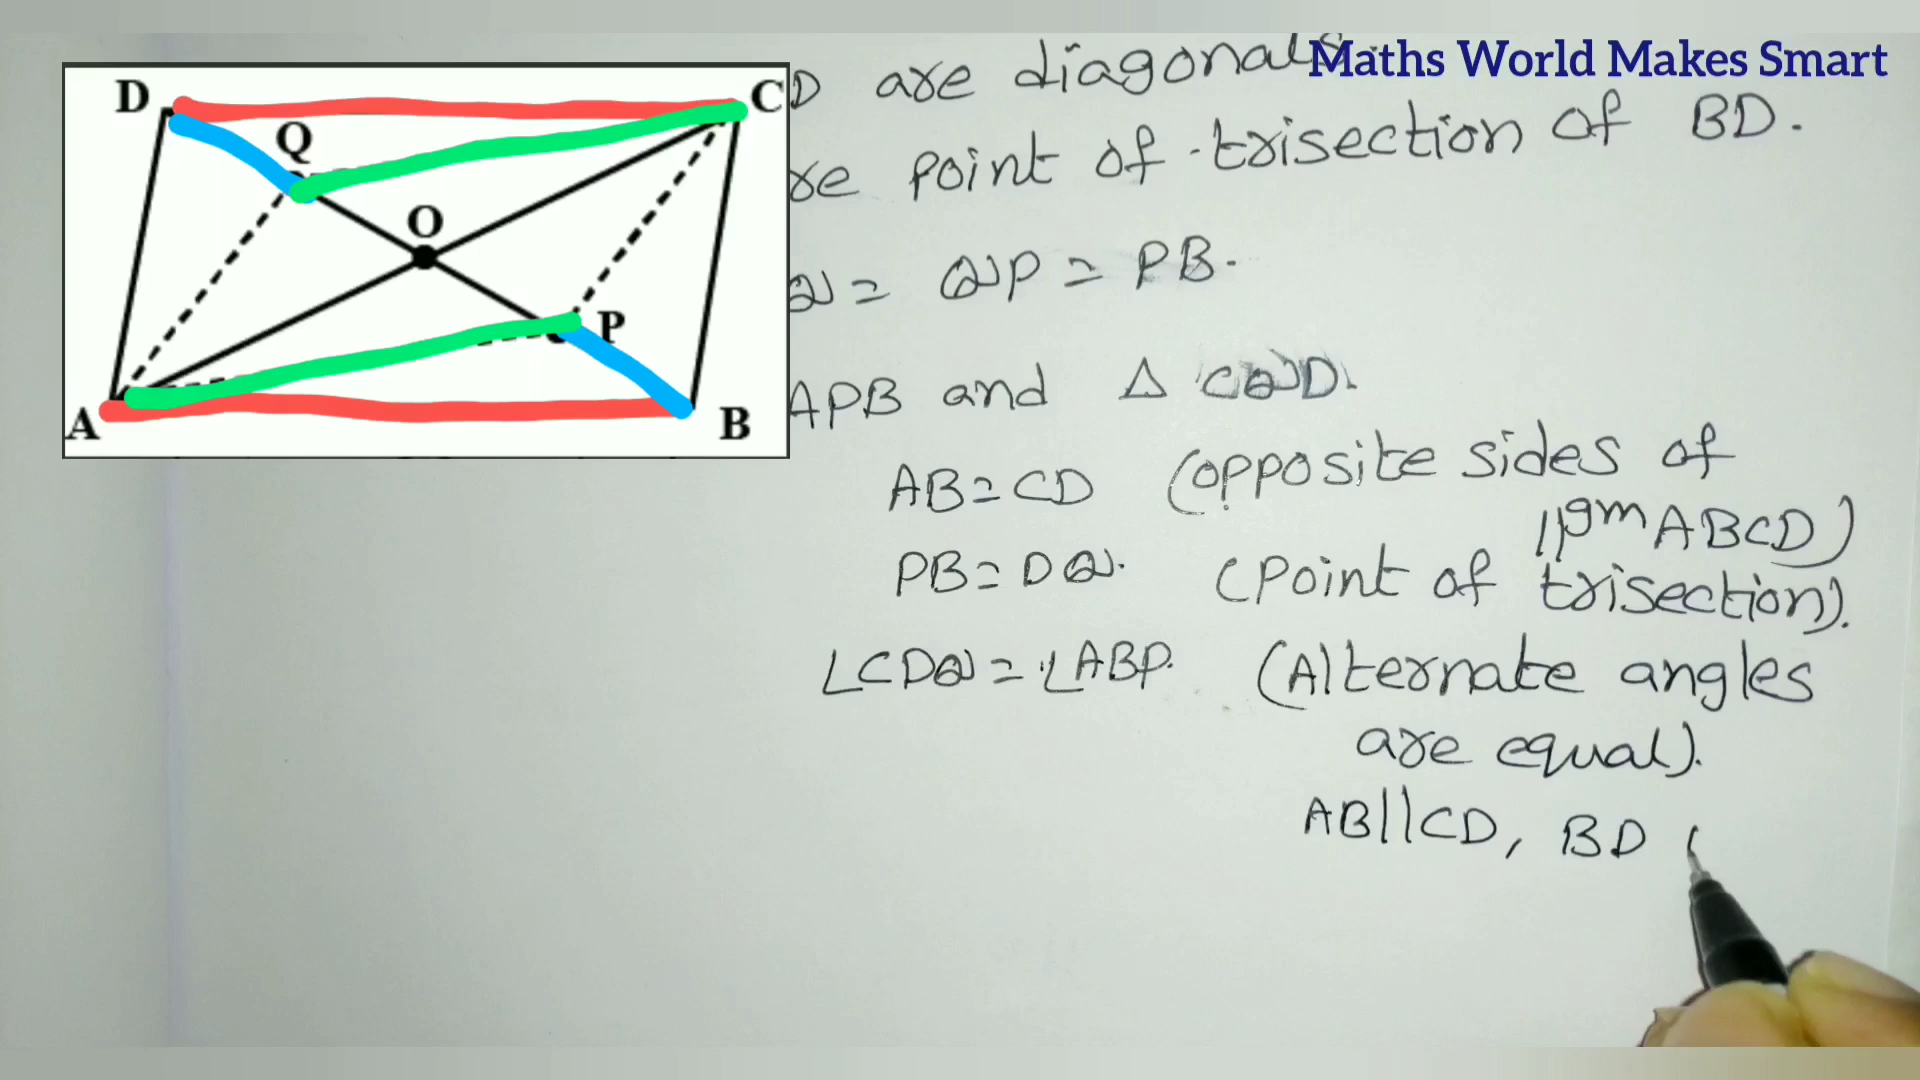 Maths World Makes Smart
D are diagonals.
re point of trisection of BD.
Q = QP = PB.
APB and △ CQD.
AB = CD (opposite sides of
||gm ABCD)
PB = DQ. (point of trisection).
∠CDQ = ∠ABP. (Alternate angles
are equal).
AB||CD, BD
D
C
Q
O
P
A
B